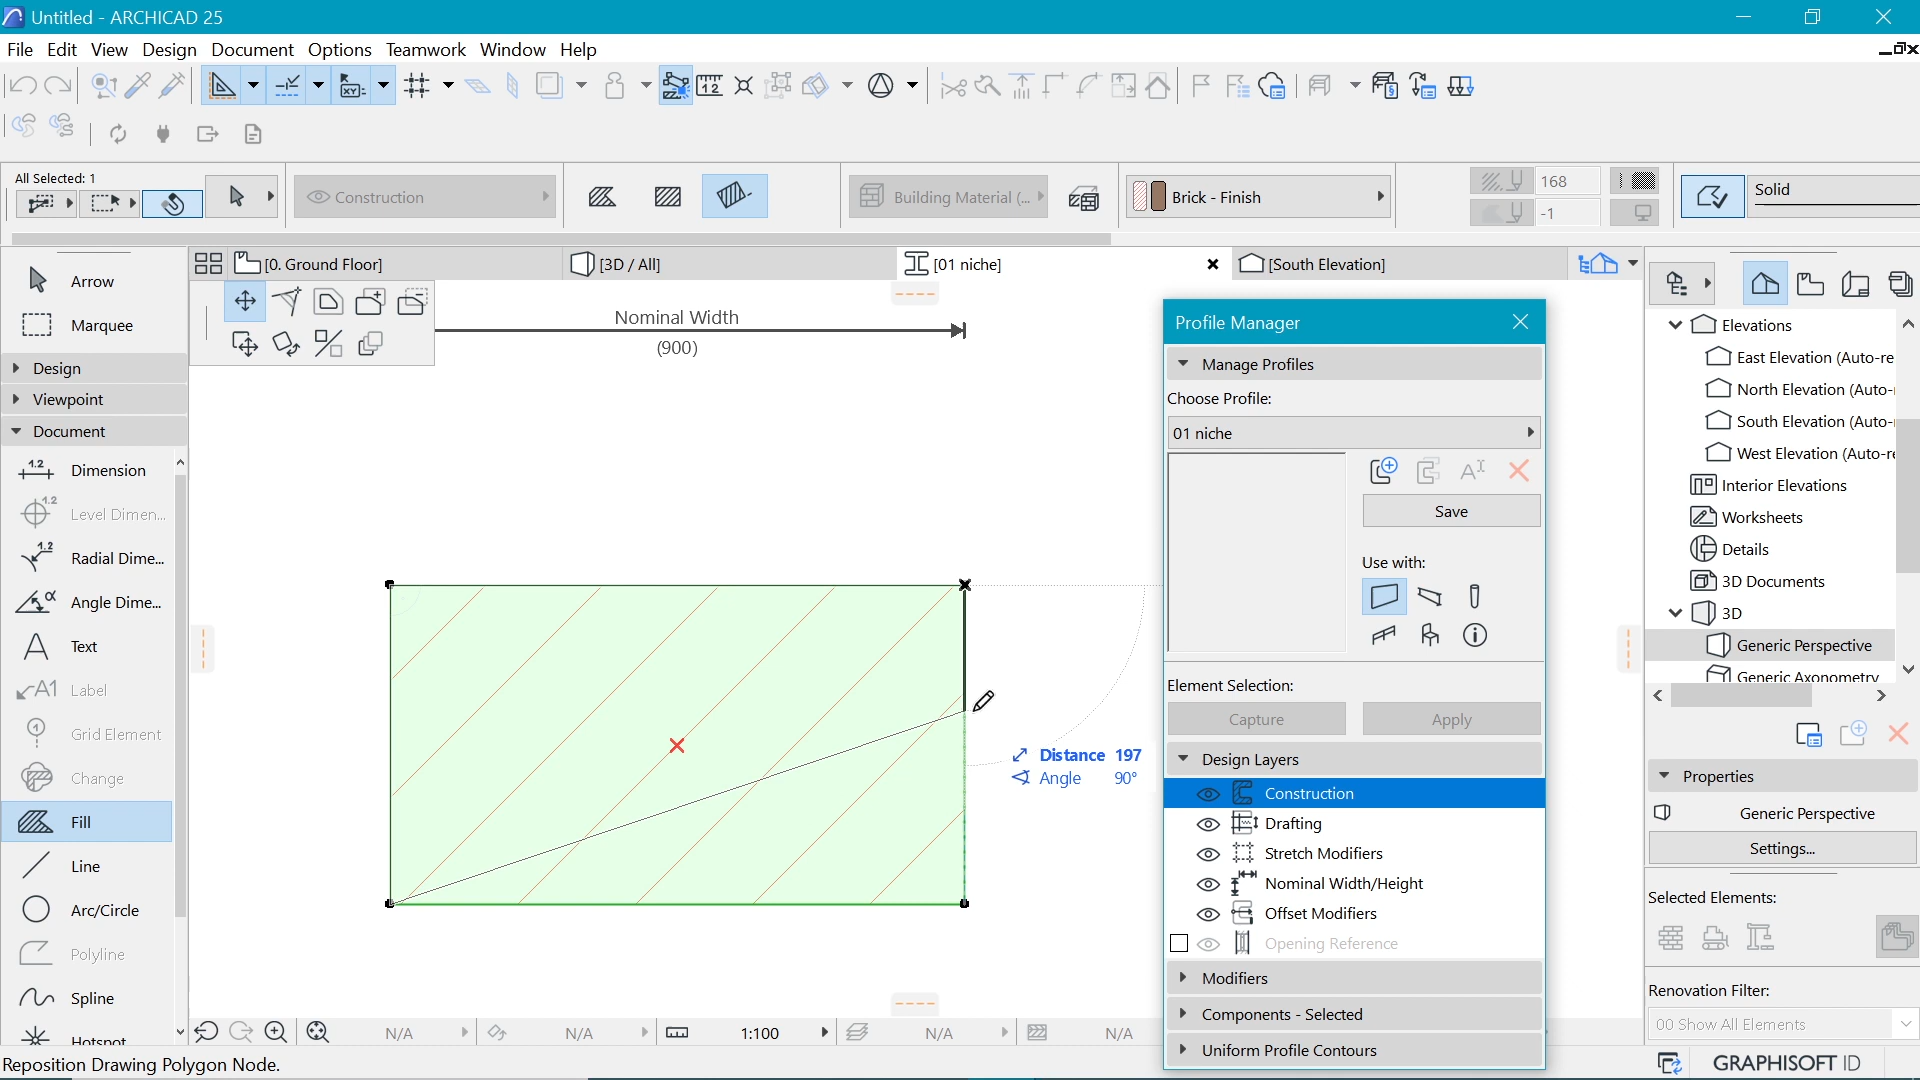 Untitled - ARCHICAD 25
File Edit View Design Document Options Teamwork Window Help
All Selected: 1
Construction
Building Material (...
Brick - Finish
168
-1
Solid
Arrow
Marquee
Design
Viewpoint
Document
Dimension
Level Dimen...
Radial Dime...
Angle Dime...
Text
Label
Grid Element
Change
Fill
Line
Arc/Circle
Polyline
Spline
Hotspot
[0. Ground Floor]
[3D / All]
[01 niche]
[South Elevation]
Nominal Width
(900)
Distance 197
Angle 90°
Profile Manager
Manage Profiles
Choose Profile:
01 niche
Save
Use with:
Element Selection:
Capture
Apply
Design Layers
Construction
Drafting
Stretch Modifiers
Nominal Width/Height
Offset Modifiers
Opening Reference
Modifiers
Components - Selected
Uniform Profile Contours
Elevations
East Elevation (Auto-re
North Elevation (Auto-
South Elevation (Auto-
West Elevation (Auto-re
Interior Elevations
Worksheets
Details
3D Documents
3D
Generic Perspective
Generic Axonometry
Properties
Generic Perspective
Settings...
Selected Elements:
Renovation Filter:
00 Show All Elements
N/A
N/A
1:100
N/A
N/A
Reposition Drawing Polygon Node.
GRAPHISOFT ID